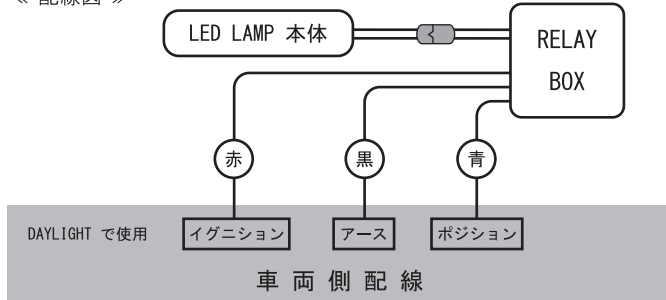 ≪ 配線図 ≫
LED LAMP 本体
RELAY
BOX
赤 黒 青
DAYLIGHT で使用 イグニション アース ポジション
車両側配線